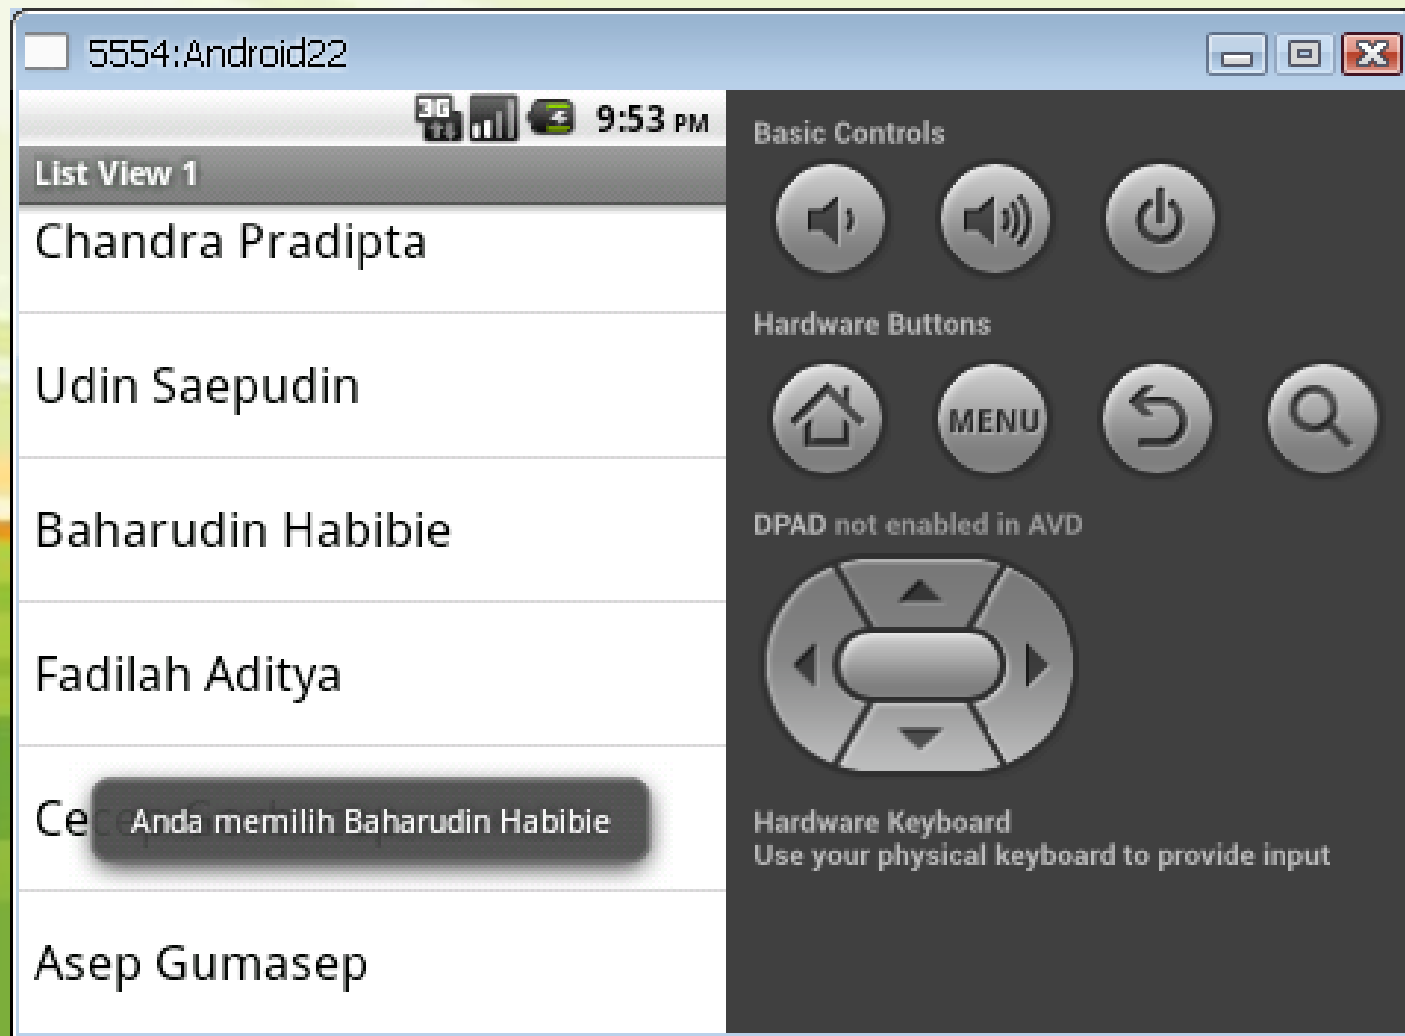 5554:Android22
3G
9:53 PM
List View 1
Chandra Pradipta
Udin Saepudin
Baharudin Habibie
Fadilah Aditya
Anda memilih Baharudin Habibie
Asep Gumasep
Basic Controls
Hardware Buttons
MENU
DPAD not enabled in AVD
Hardware Keyboard
Use your physical keyboard to provide input